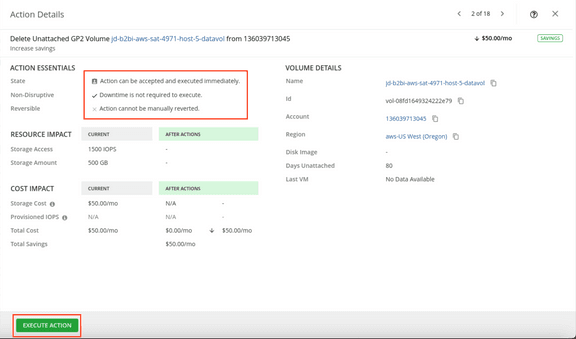 Action Details
2 of 18
Delete Unattached GP2 Volume jd-b2bi-aws-sat-4971-host-5-datavol from 136039713045
$50.00/mo
SAVINGS
Increase savings
ACTION ESSENTIALS
State
Action can be accepted and executed immediately.
Non-Disruptive
Downtime is not required to execute.
Reversible
Action cannot be manually reverted.
RESOURCE IMPACT
CURRENT
AFTER ACTIONS
Storage Access
1500 IOPS
-
Storage Amount
500 GB
-
COST IMPACT
CURRENT
AFTER ACTIONS
Storage Cost
$50.00/mo
N/A
-
Provisioned IOPS
N/A
N/A
-
Total Cost
$50.00/mo
$0.00/mo
$50.00/mo
Total Savings
$50.00/mo
VOLUME DETAILS
Name
jd-b2bi-aws-sat-4971-host-5-datavol
Id
vol-08fd1649324222e79
Account
136039713045
Region
aws-US West (Oregon)
Disk Image
-
Days Unattached
80
Last VM
No Data Available
EXECUTE ACTION